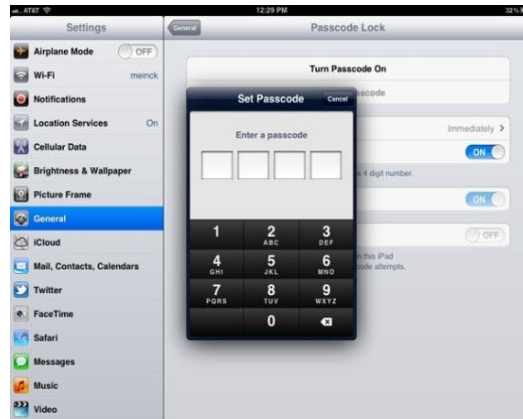 AT&T 12:29 PM 32%
Settings General Passcode Lock
Airplane Mode OFF
Wi-Fi meinck
Notifications
Location Services On
Cellular Data
Brightness & Wallpaper
Picture Frame
General
iCloud
Mail, Contacts, Calendars
Twitter
FaceTime
Safari
Messages
Music
Video
Turn Passcode On
passcode
Immediately
ON
a 4 digit number.
ON
OFF
this iPad
code attempts.
Set Passcode Cancel
Enter a passcode
1 2 3
ABC DEF
4 5 6
GHI JKL MNO
7 8 9
PQRS TUV WXYZ
0